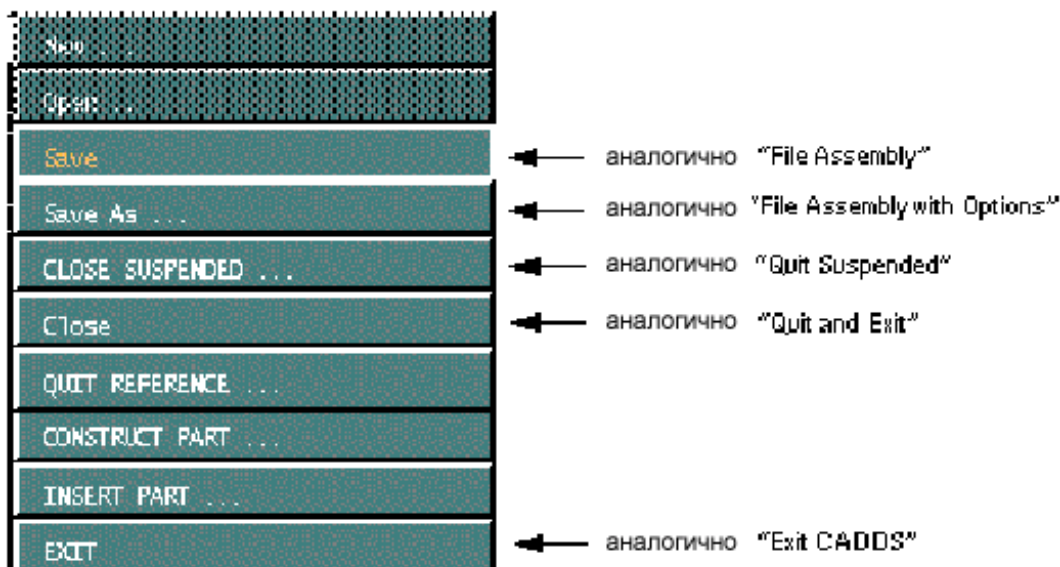 New ...
Open ...
Save аналогично "File Assembly"
Save As ... аналогично "File Assembly with Options"
CLOSE SUSPENDED ... аналогично "Quit Suspended"
Close аналогично "Quit and Exit"
QUIT REFERENCE ...
CONSTRUCT PART ...
INSERT PART ...
EXIT аналогично "Exit CADDS"